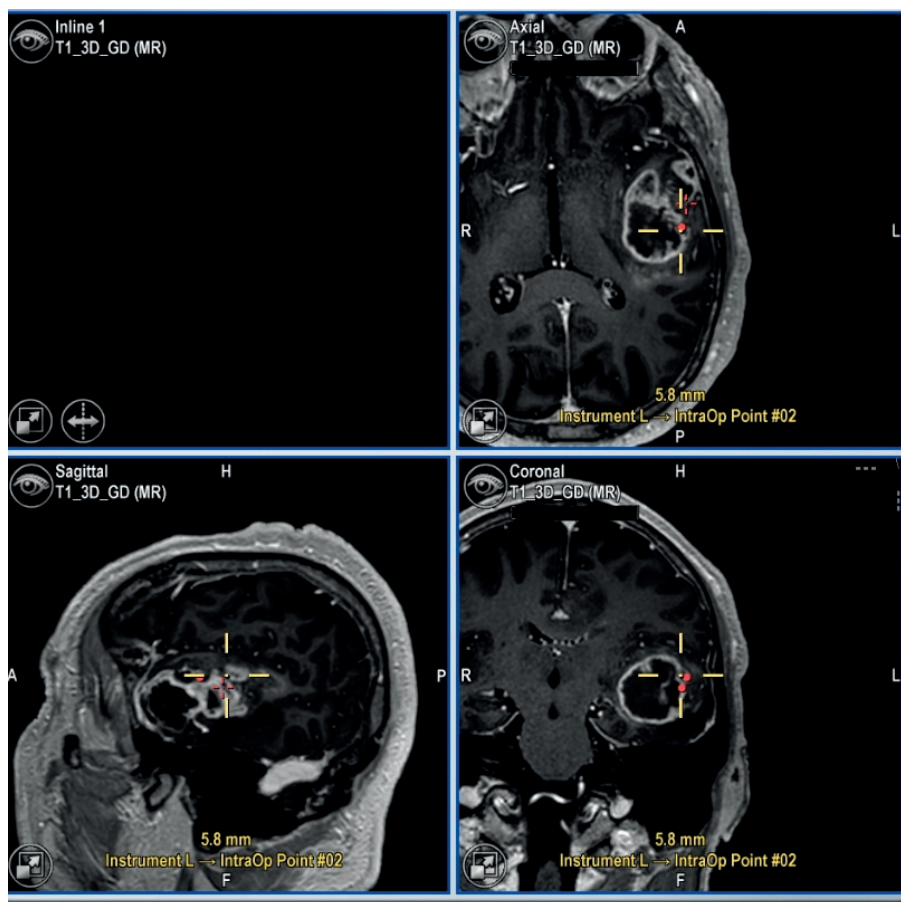 Inline 1
T1_3D_GD (MR)
Axial
T1_3D_GD (MR)
A
R
L
5.8 mm
Instrument L → IntraOp Point #02
P
Sagittal
T1_3D_GD (MR)
H
A
P
5.8 mm
Instrument L → IntraOp Point #02
F
Coronal
T1_3D_GD (MR)
H
R
L
5.8 mm
Instrument L → IntraOp Point #02
F